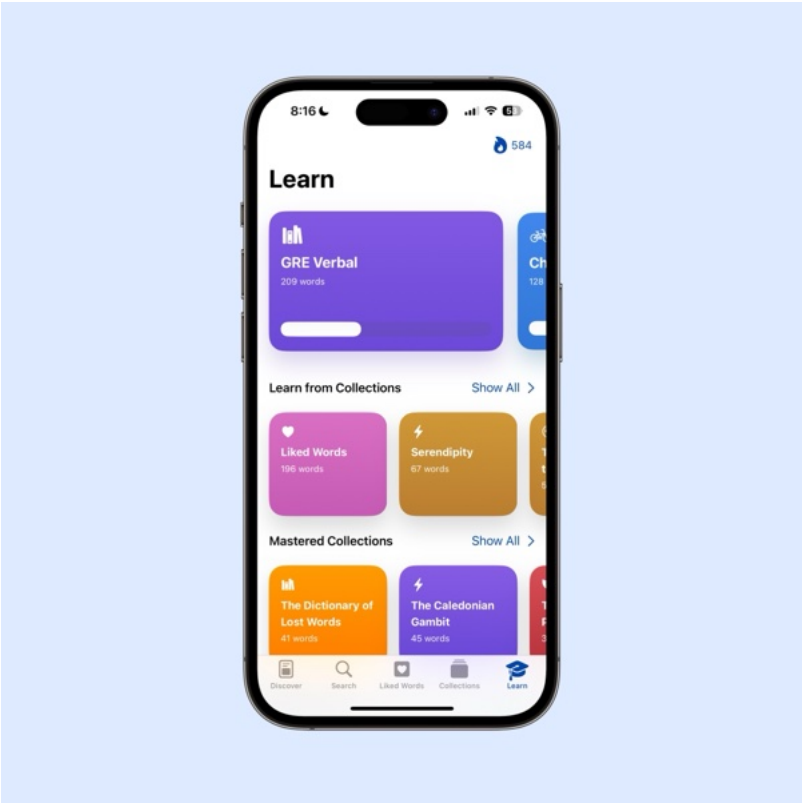 8:16
584
Learn
GRE Verbal
209 words
Ch
128
Learn from Collections
Show All
Liked Words
196 words
Serendipity
67 words
T
t
5
Mastered Collections
Show All
The Dictionary of
Lost Words
41 words
The Caledonian
Gambit
45 words
T
P
3
Discover
Search
Liked Words
Collections
Learn